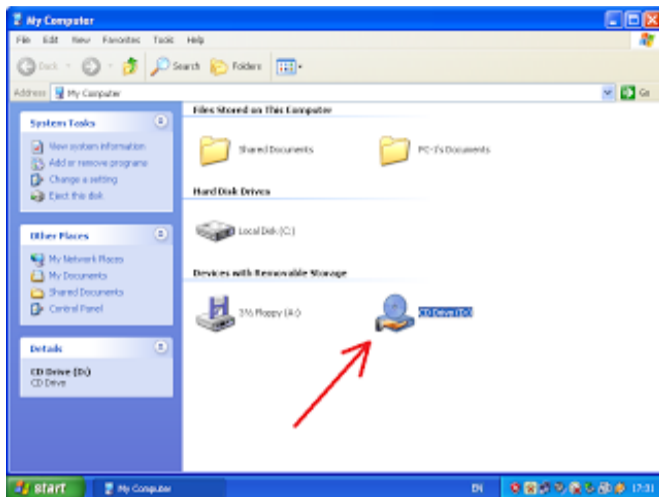 My Computer
File Edit View Favorites Tools Help
Back Search Folders
Address My Computer Go
System Tasks
View system information
Add or remove programs
Change a setting
Eject this disk
Other Places
My Network Places
My Documents
Shared Documents
Control Panel
Details
CD Drive (D:)
CD Drive
Files Stored on This Computer
Shared Documents PC-1's Documents
Hard Disk Drives
Local Disk (C:)
Devices with Removable Storage
3½ Floppy (A:) CD Drive (D:)
start My Computer EN 17:31